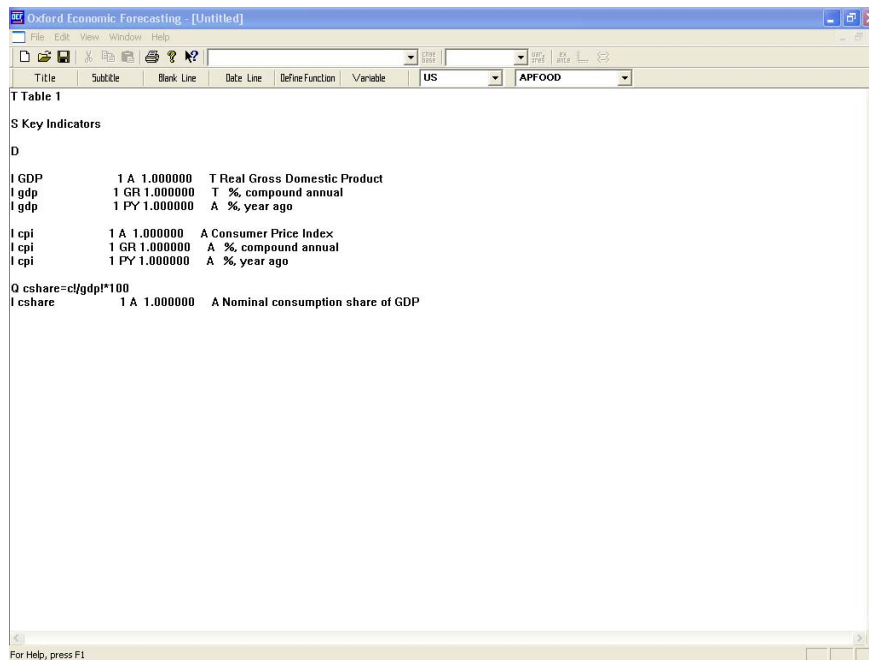 Oxford Economic Forecasting - [Untitled]
File Edit View Window Help
Title Subtitle Blank Line Date Line Define Function Variable US APFOOD
T Table 1
S Key Indicators
D
I GDP 1 A 1.000000 T Real Gross Domestic Product
I gdp 1 GR 1.000000 T %, compound annual
I gdp 1 PY 1.000000 A %, year ago
I cpi 1 A 1.000000 A Consumer Price Index
I cpi 1 GR 1.000000 A %, compound annual
I cpi 1 PY 1.000000 A %, year ago
Q cshare=c!/gdp!*100
I cshare 1 A 1.000000 A Nominal consumption share of GDP
For Help, press F1